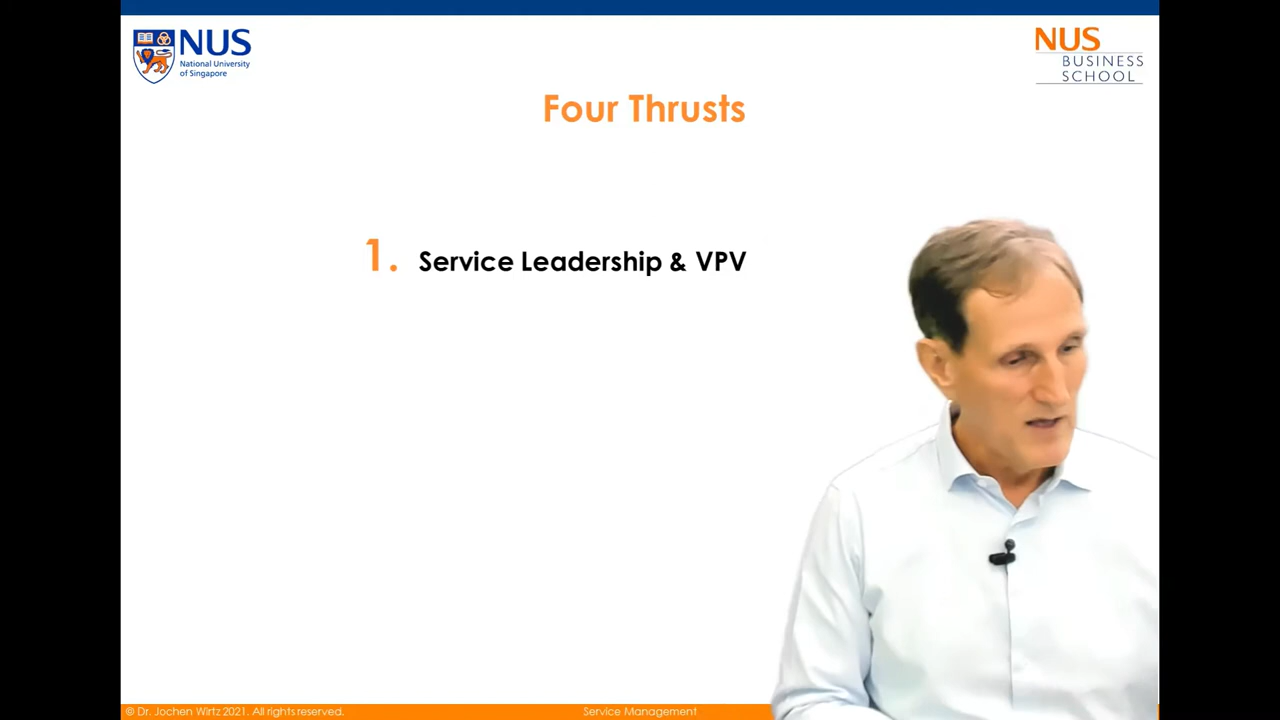 NUS
National University
of Singapore
NUS
BUSINESS
SCHOOL
Four Thrusts
1. Service Leadership & VPV
© Dr. Jochen Wirtz 2021. All rights reserved.
Service Management